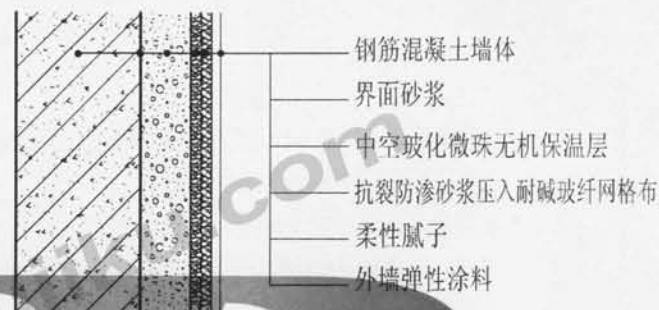 钢筋混凝土墙体
界面砂浆
中空玻化微珠无机保温层
抗裂防渗砂浆压入耐碱玻纤网格布
柔性腻子
外墙弹性涂料